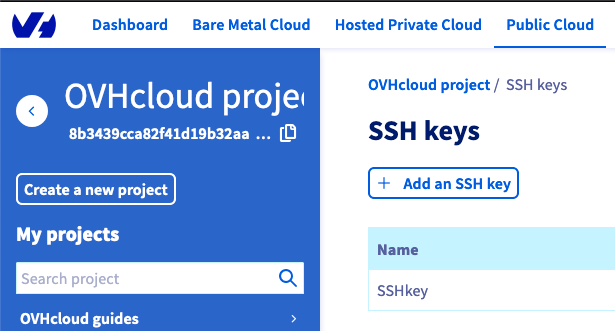 Dashboard Bare Metal Cloud Hosted Private Cloud Public Cloud
OVHcloud projec
8b3439cca82f41d19b32aa ...
Create a new project
My projects
Search project
OVHcloud guides
OVHcloud project / SSH keys
SSH keys
+ Add an SSH key
Name
SSHkey